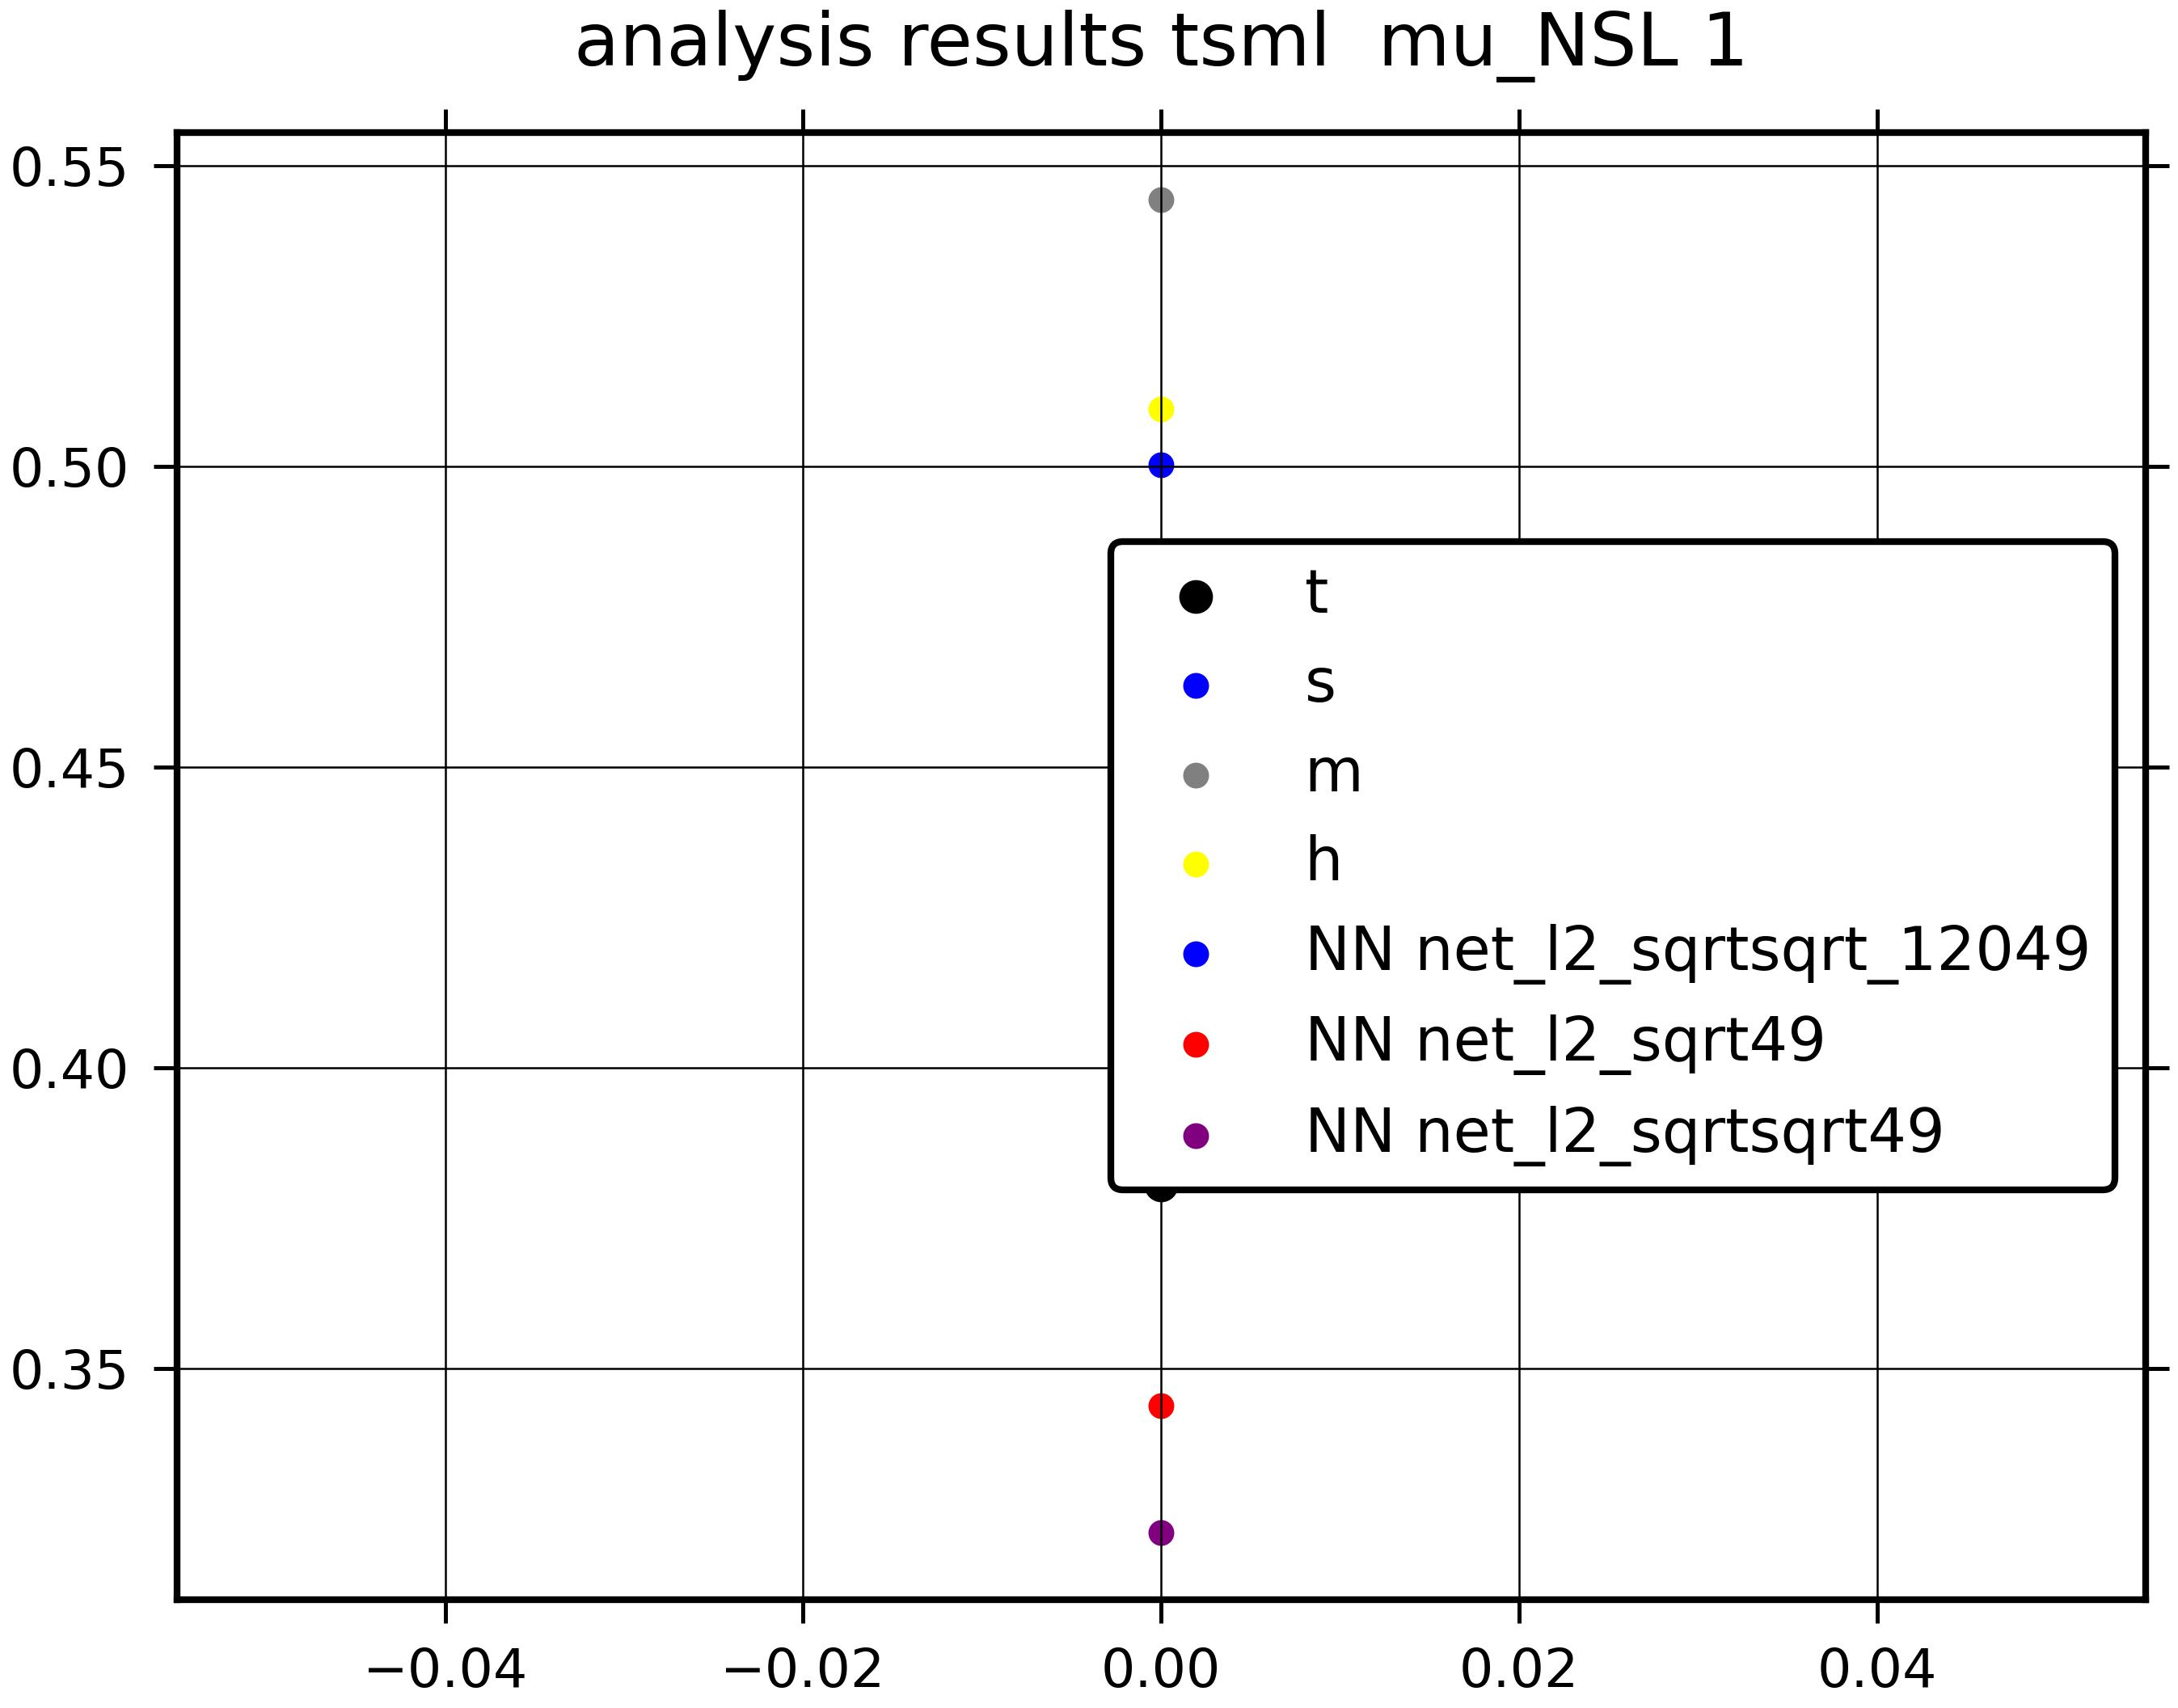 analysis results tsml  mu_NSL 1
0.55
0.50
0.45
0.40
0.35
t
s
m
h
NN net_l2_sqrtsqrt_12049
NN net_l2_sqrt49
NN net_l2_sqrtsqrt49
−0.04 −0.02 0.00 0.02 0.04